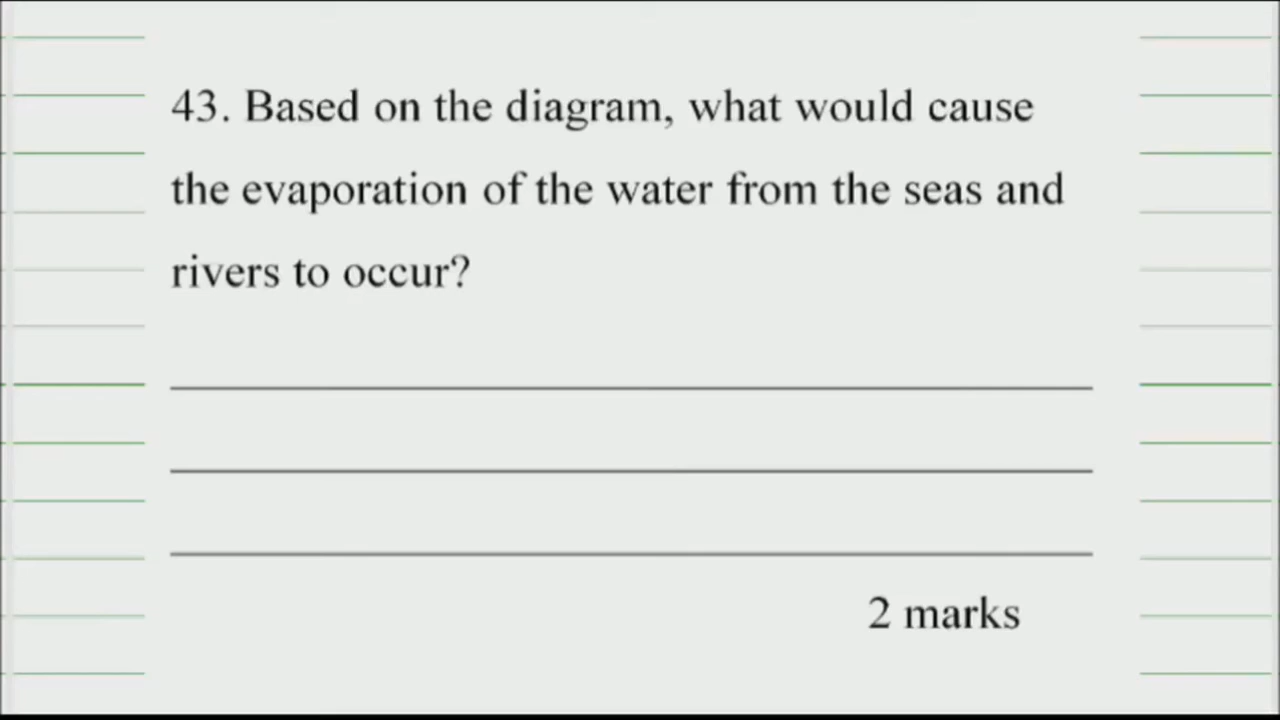 43. Based on the diagram, what would cause
the evaporation of the water from the seas and
rivers to occur?
2 marks